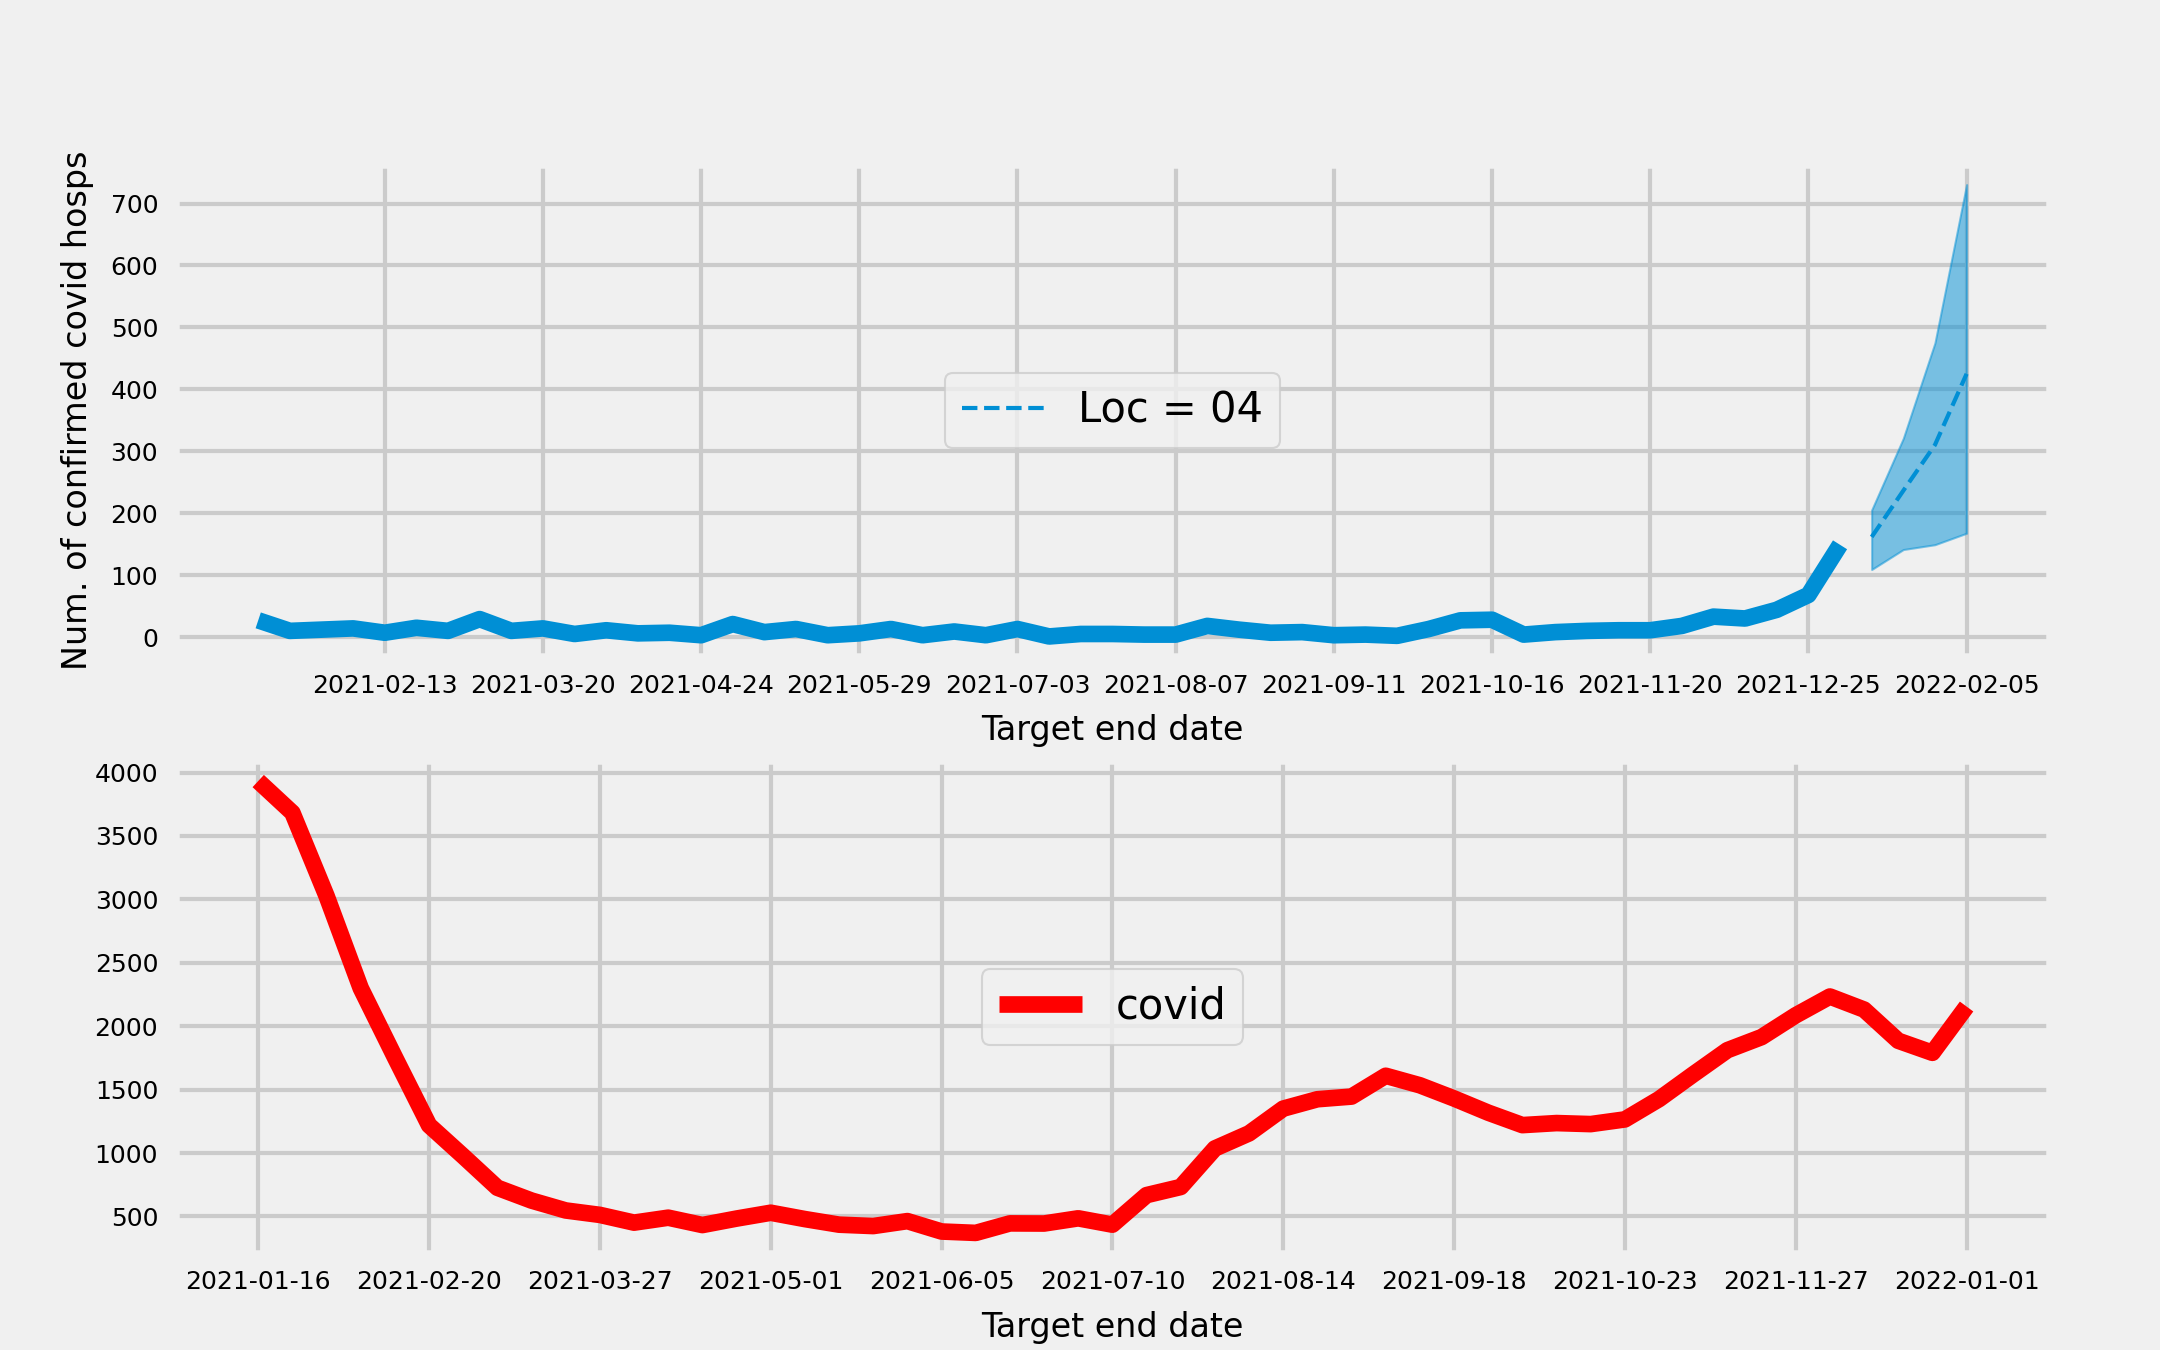 Num. of confirmed covid hosps
700
600
500
400
300
200
100
0
Loc = 04
2021-02-13 2021-03-20 2021-04-24 2021-05-29 2021-07-03 2021-08-07 2021-09-11 2021-10-16 2021-11-20 2021-12-25 2022-02-05
Target end date
4000
3500
3000
2500
2000
1500
1000
500
covid
2021-01-16 2021-02-20 2021-03-27 2021-05-01 2021-06-05 2021-07-10 2021-08-14 2021-09-18 2021-10-23 2021-11-27 2022-01-01
Target end date